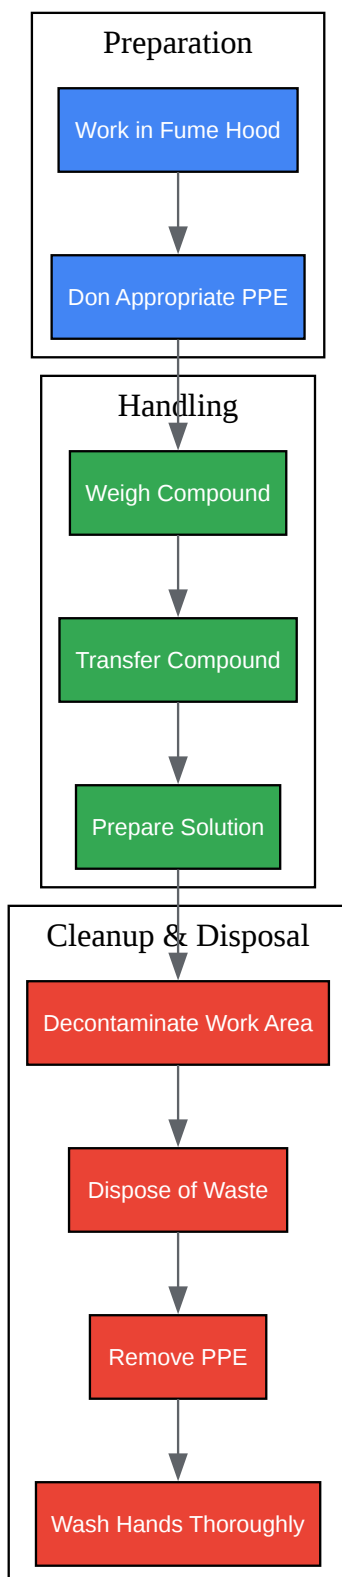 Preparation
Work in Fume Hood
Don Appropriate PPE
Handling
Weigh Compound
Transfer Compound
Prepare Solution
Cleanup & Disposal
Decontaminate Work Area
Dispose of Waste
Remove PPE
Wash Hands Thoroughly